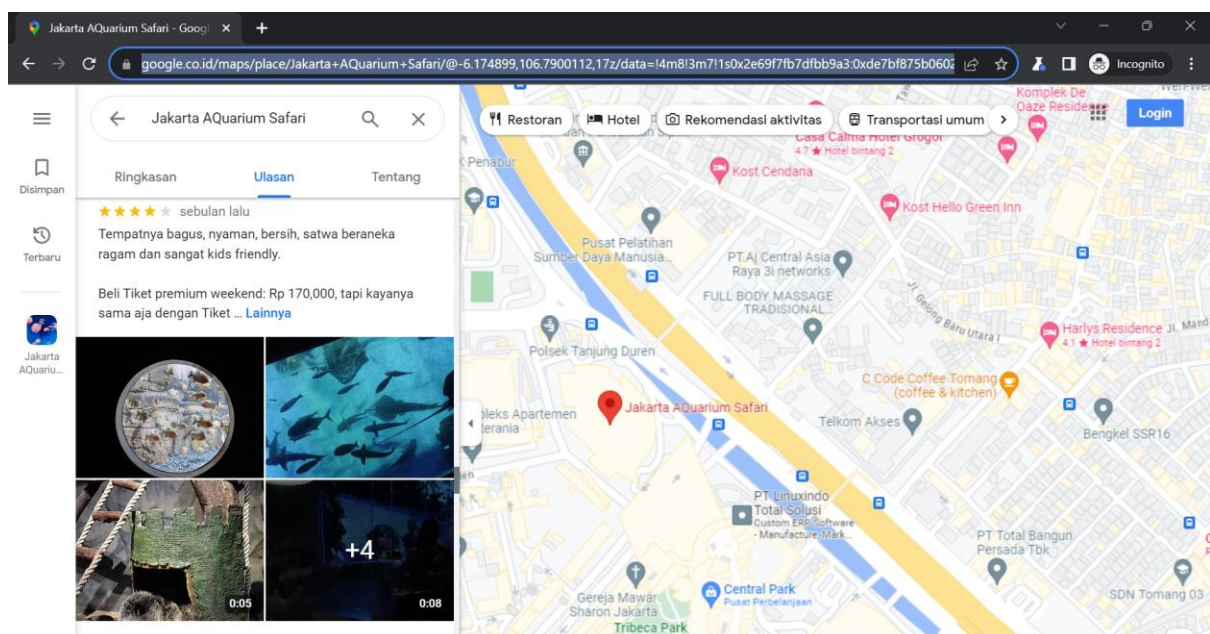 Jakarta AQuarium Safari - Goog
google.co.id/maps/place/Jakarta+AQuarium+Safari/@-6.174899,106.7900112,17z/data=!4m8!3m7!1s0x2e69f7fb7dfbb9a3:0xde7bf875b0602
Incognito
Disimpan
Terbaru
Jakarta
AQuariu...
Jakarta AQuarium Safari
Ringkasan
Ulasan
Tentang
sebulan lalu
Tempatnya bagus, nyaman, bersih, satwa beraneka
ragam dan sangat kids friendly.
Beli Tiket premium weekend: Rp 170,000, tapi kayanya
sama aja dengan Tiket ... Lainnya
+4
0:05
0:08
Restoran
Hotel
Rekomendasi aktivitas
Transportasi umum
Login
Komplek De
Oaze Residence
Casa Calma Hotel Grogol
4.7 ★ Hotel bintang 2
Penabur
Kost Cendana
Kost Hello Green Inn
Pusat Pelatihan
Sumber Daya Manusia...
PT.Aj Central Asia
Raya 3i networks
FULL BODY MASSAGE
TRADISIONAL...
Jl. Gelong Baru Utara I
Harlys Residence
4.1 ★ Hotel bintang 2
Jl. Mand
Polsek Tanjung Duren
C Code Coffee Tomang
(coffee & kitchen)
Jakarta AQuarium Safari
Apartemen
Telkom Akses
Bengkel SSR16
PT Linuxindo
Total Solusi
Custom ERP Software
- Manufacture, Mark...
PT Total Bangun
Persada Tbk
Central Park
Pusat Perbelanjaan
Gereja Mawar
Sharon Jakarta
Tribeca Park
SDN Tomang 03